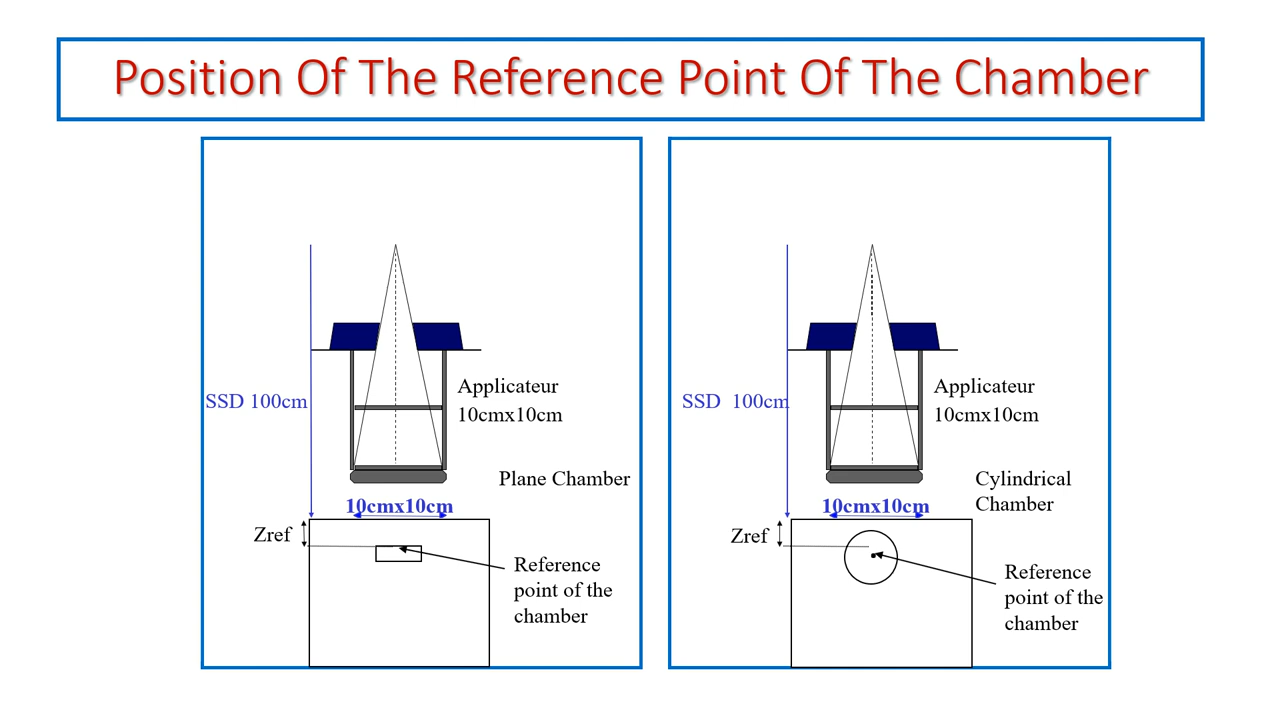 Position Of The Reference Point Of The Chamber
SSD 100cm
Applicateur
10cmx10cm
Plane Chamber
10cmx10cm
Zref
Reference
point of the
chamber
SSD  100cm
Applicateur
10cmx10cm
Cylindrical
Chamber
10cmx10cm
Zref
Reference
point of the
chamber